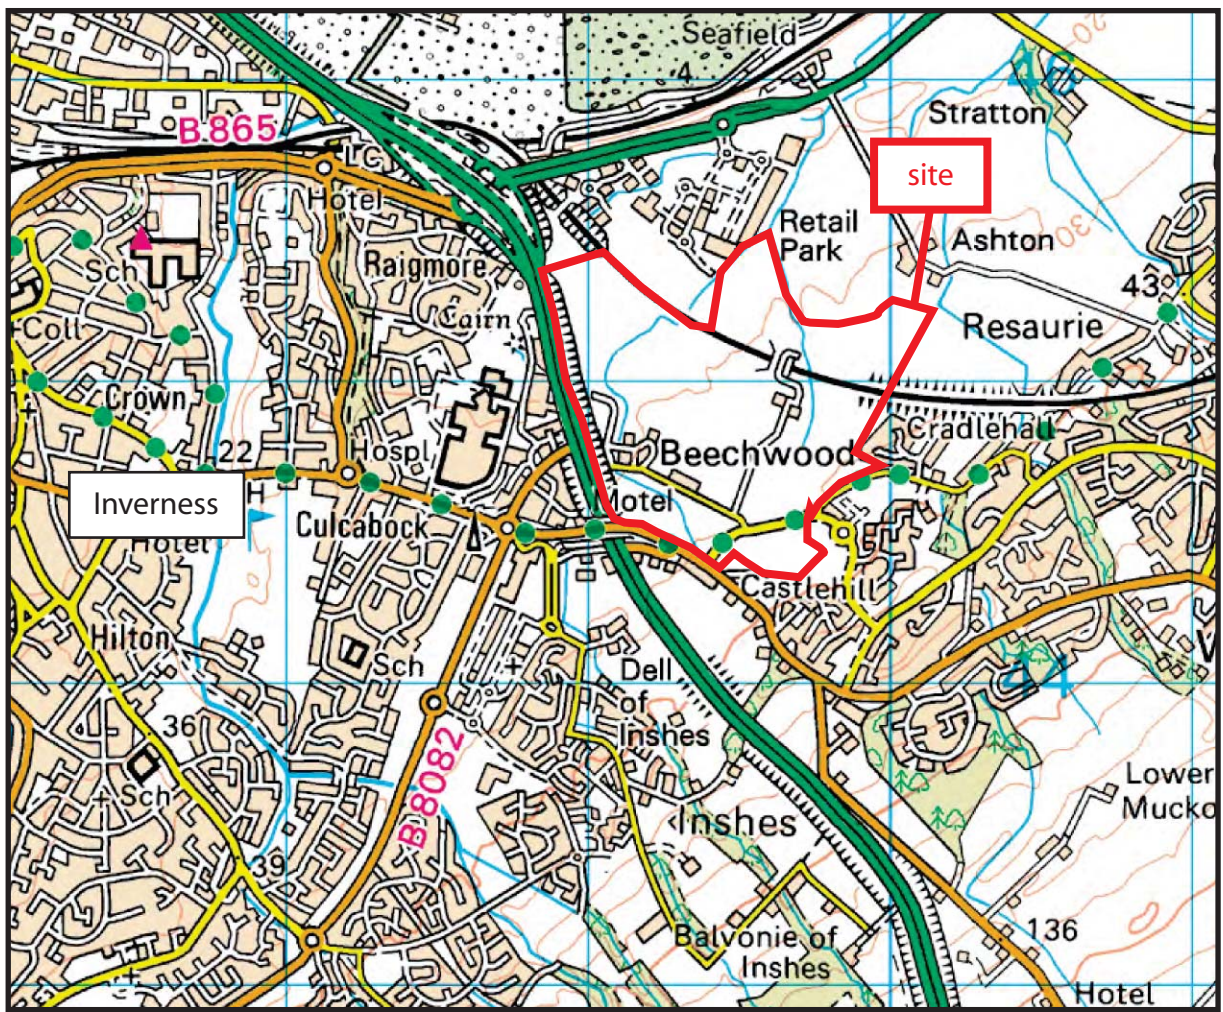 Seafield
4
Stratton
20
B 865
LC
Hotel
site
Retail
Park
Ashton
30
Sch
Raigmore
Cairn
43
Resaurie
Coll
Crown
Cradlehall
22
Hospl
Beechwood
Inverness
H
Motel
Culcabock
Hotel
Castlehill
Hilton
Sch
Dell
of
Inshes
36
B 8082
Sch
Lower
Mucko
Inshes
39
136
Balvonie of
Inshes
Hotel